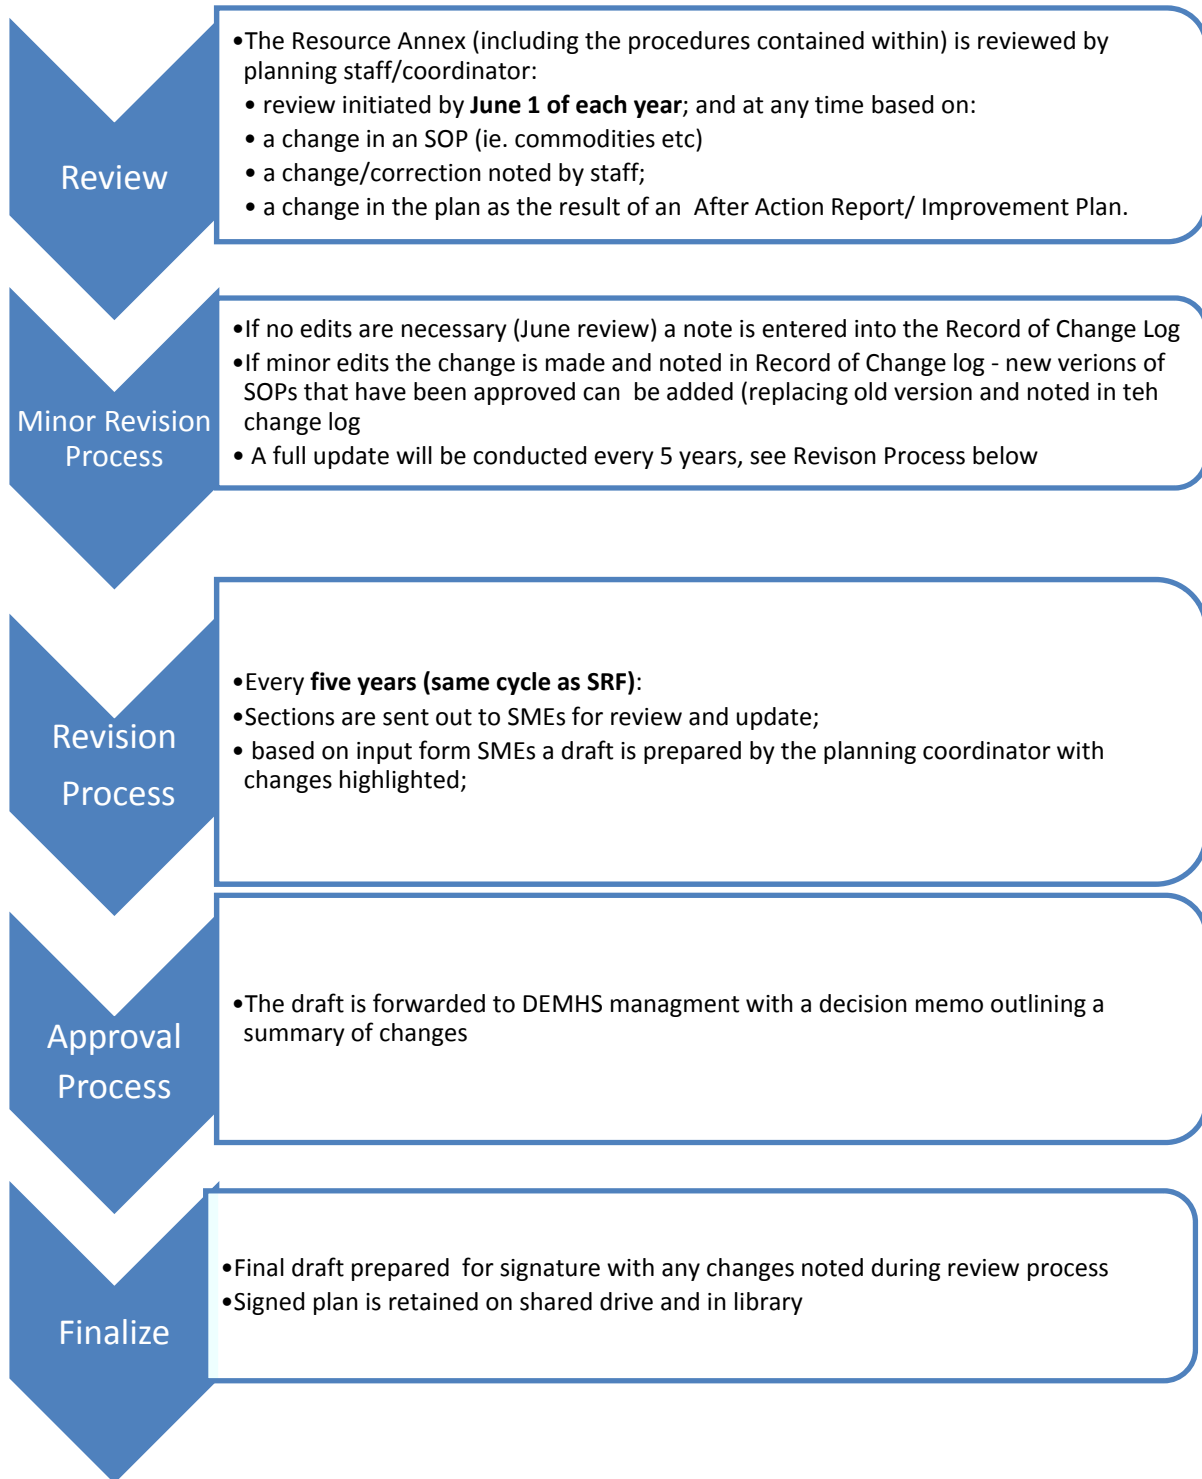 Review
•The Resource Annex (including the procedures contained within) is reviewed by
planning staff/coordinator:
• review initiated by June 1 of each year; and at any time based on:
• a change in an SOP (ie. commodities etc)
• a change/correction noted by staff;
• a change in the plan as the result of an After Action Report/ Improvement Plan.
Minor Revision
Process
•If no edits are necessary (June review) a note is entered into the Record of Change Log
•If minor edits the change is made and noted in Record of Change log - new verions of
SOPs that have been approved can be added (replacing old version and noted in teh
change log
• A full update will be conducted every 5 years, see Revison Process below
Revision
Process
•Every five years (same cycle as SRF):
•Sections are sent out to SMEs for review and update;
• based on input form SMEs a draft is prepared by the planning coordinator with
changes highlighted;
Approval
Process
•The draft is forwarded to DEMHS managment with a decision memo outlining a
summary of changes
Finalize
•Final draft prepared for signature with any changes noted during review process
•Signed plan is retained on shared drive and in library